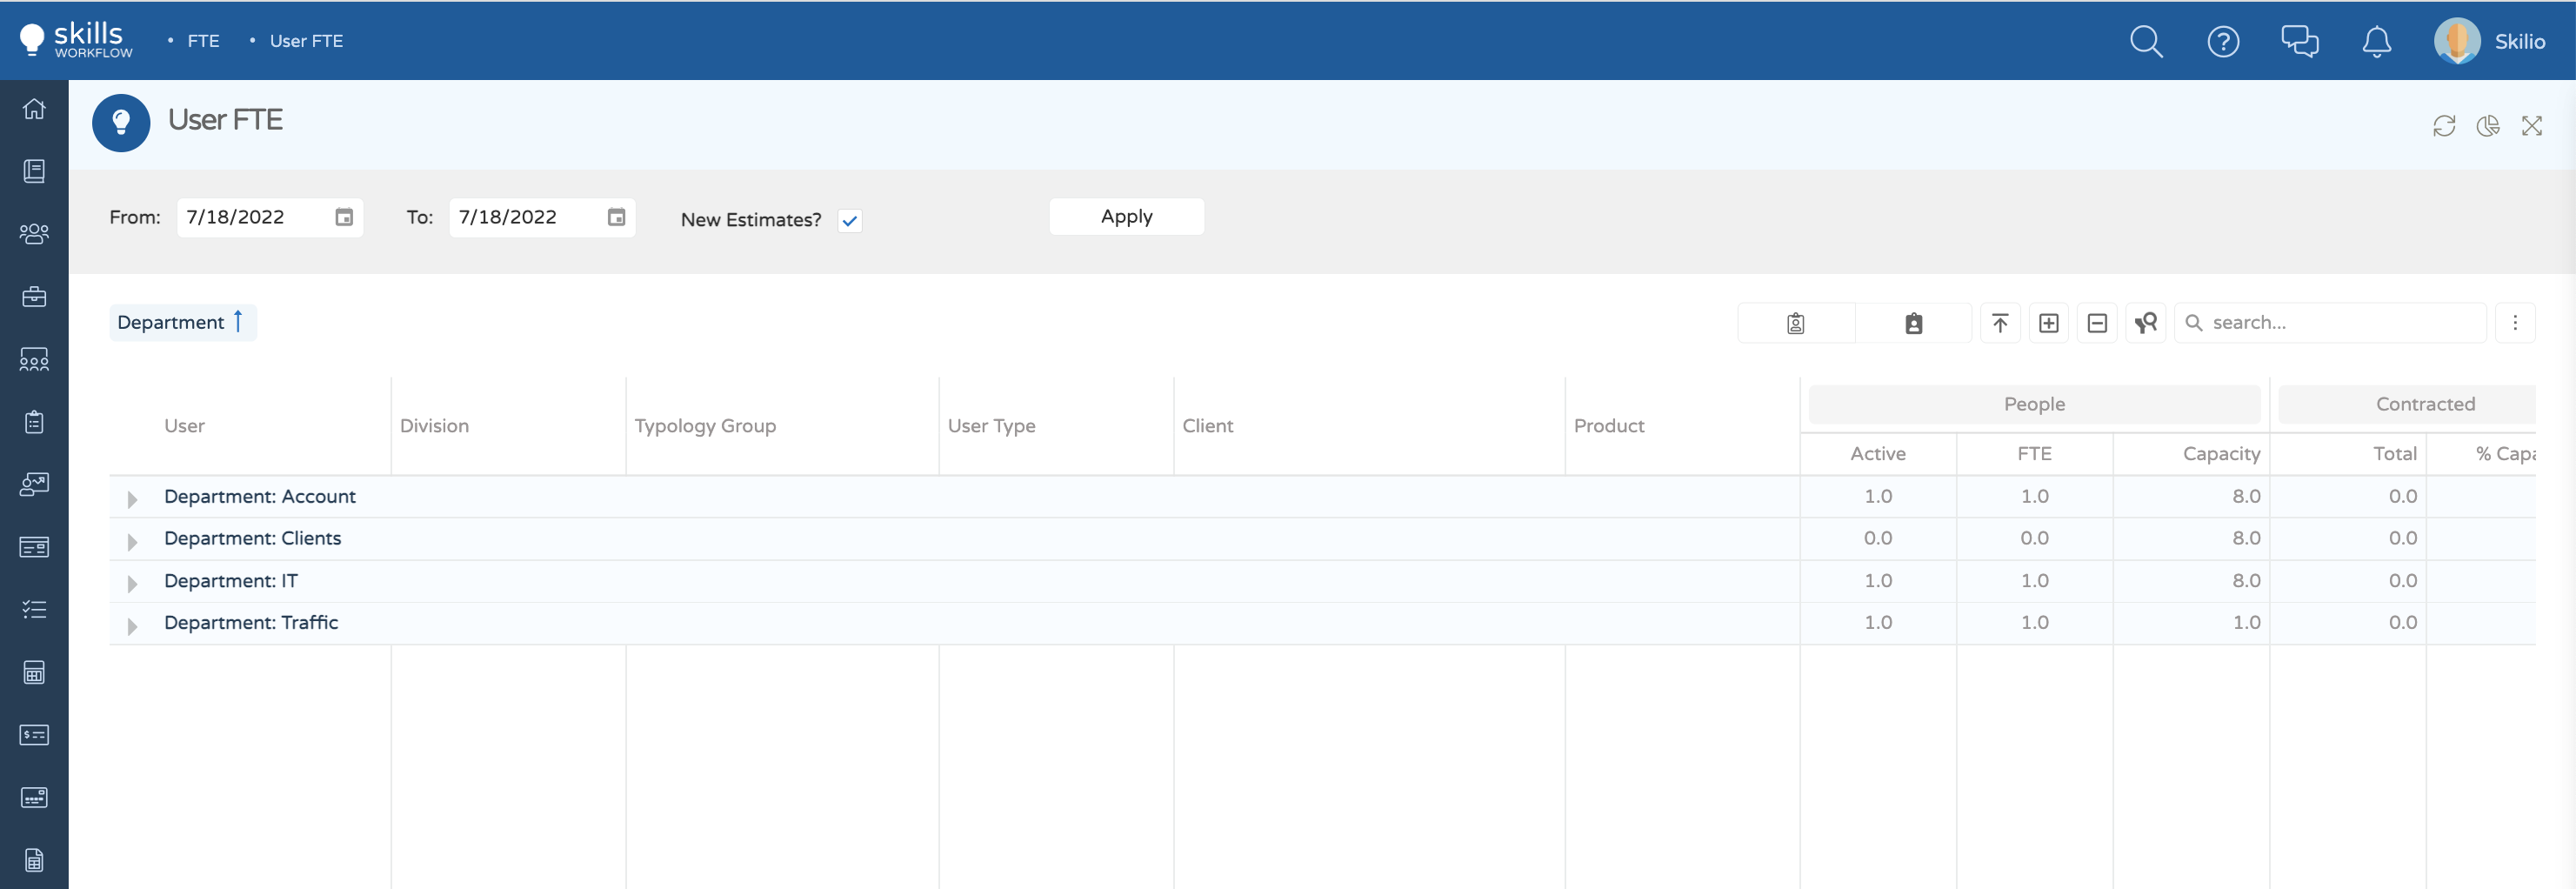 skills
WORKFLOW
• FTE • User FTE
Skilio
User FTE
From: 7/18/2022 To: 7/18/2022 New Estimates? Apply
Department
search...
People Contracted
User Division Typology Group User Type Client Product
Active FTE Capacity Total % Capa
Department: Account 1.0 1.0 8.0 0.0
Department: Clients 0.0 0.0 8.0 0.0
Department: IT 1.0 1.0 8.0 0.0
Department: Traffic 1.0 1.0 1.0 0.0